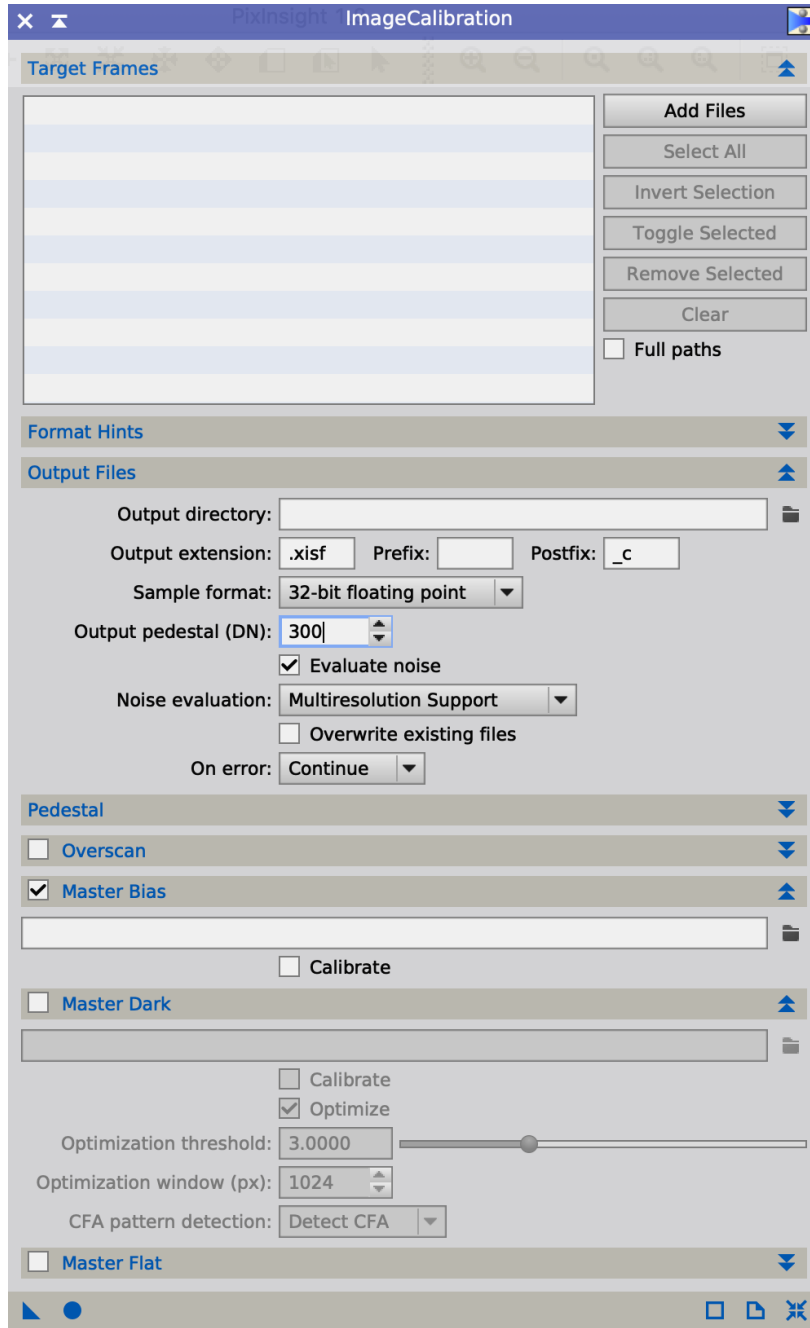 ImageCalibration
Target Frames
Add Files
Select All
Invert Selection
Toggle Selected
Remove Selected
Clear
Full paths
Format Hints
Output Files
Output directory:
Output extension: .xisf Prefix: Postfix: _c
Sample format: 32-bit floating point
Output pedestal (DN): 300
Evaluate noise
Noise evaluation: Multiresolution Support
Overwrite existing files
On error: Continue
Pedestal
Overscan
Master Bias
Calibrate
Master Dark
Calibrate
Optimize
Optimization threshold: 3.0000
Optimization window (px): 1024
CFA pattern detection: Detect CFA
Master Flat